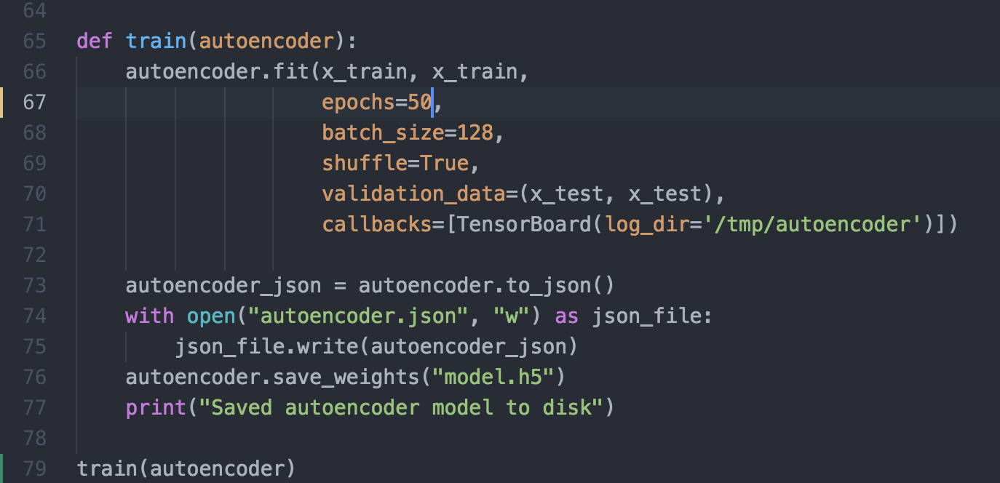 64
65 def train(autoencoder):
66     autoencoder.fit(x_train, x_train,
67                     epochs=50,
68                     batch_size=128,
69                     shuffle=True,
70                     validation_data=(x_test, x_test),
71                     callbacks=[TensorBoard(log_dir='/tmp/autoencoder')])
72
73     autoencoder_json = autoencoder.to_json()
74     with open("autoencoder.json", "w") as json_file:
75         json_file.write(autoencoder_json)
76     autoencoder.save_weights("model.h5")
77     print("Saved autoencoder model to disk")
78
79 train(autoencoder)